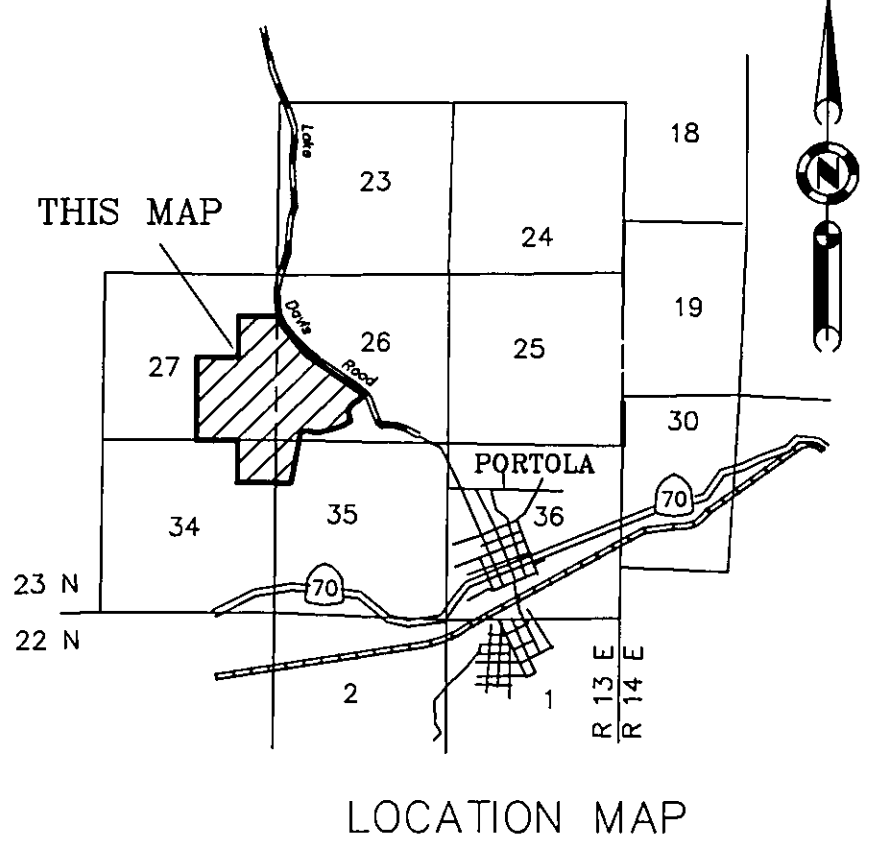 18
Lake
23
THIS MAP
24
N
19
Davis
26
25
27
Road
30
PORTOLA
70
36
35
34
23 N
70
22 N
2
1
R 13 E
R 14 E
LOCATION MAP